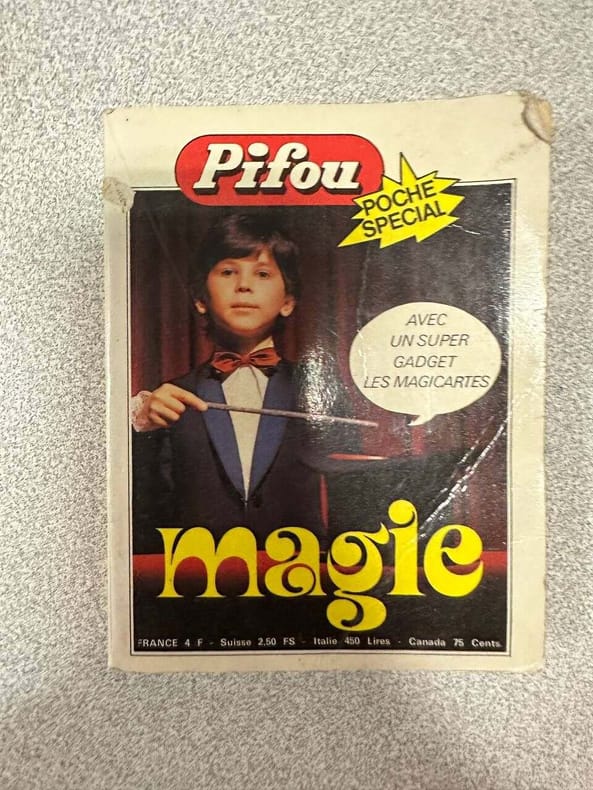 Pifou
POCHE
SPECIAL
AVEC
UN SUPER
GADGET
LES MAGICARTES
magie
FRANCE 4 F - Suisse 2,50 FS - Italie 450 Lires - Canada 75 Cents.